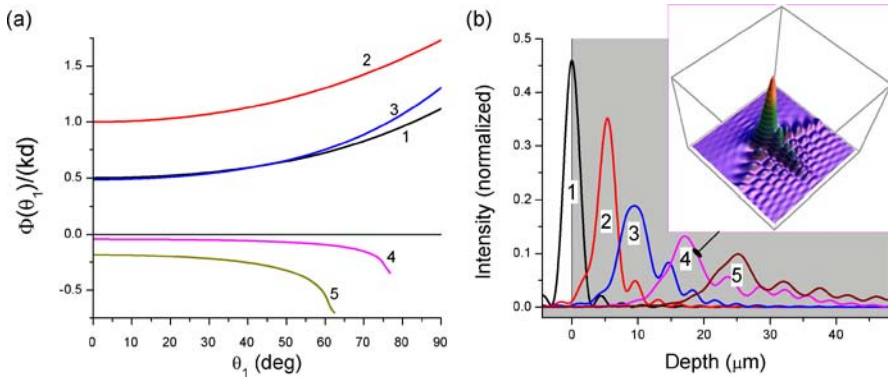 (a)
Φ(θ₁)/(kd)
1.5
1.0
0.5
0.0
-0.5
2
3
1
4
5
0 10 20 30 40 50 60 70 80 90
θ₁ (deg)
(b)
Intensity (normalized)
0.5
0.4
0.3
0.2
0.1
0.0
1
2
3
4
5
0 10 20 30 40
Depth (μm)